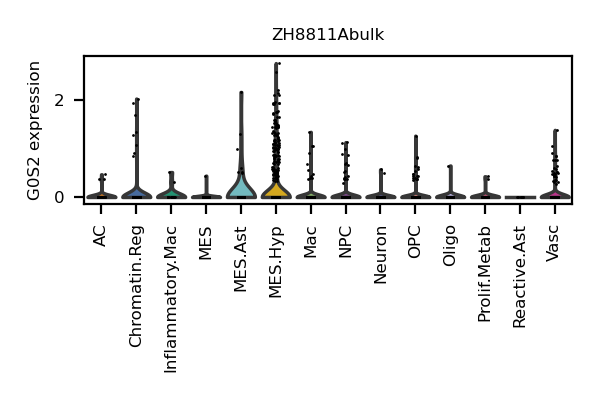 ZH8811Abulk
G0S2 expression
2
0
AC
Chromatin.Reg
Inflammatory.Mac
MES
MES.Ast
MES.Hyp
Mac
NPC
Neuron
OPC
Oligo
Prolif.Metab
Reactive.Ast
Vasc